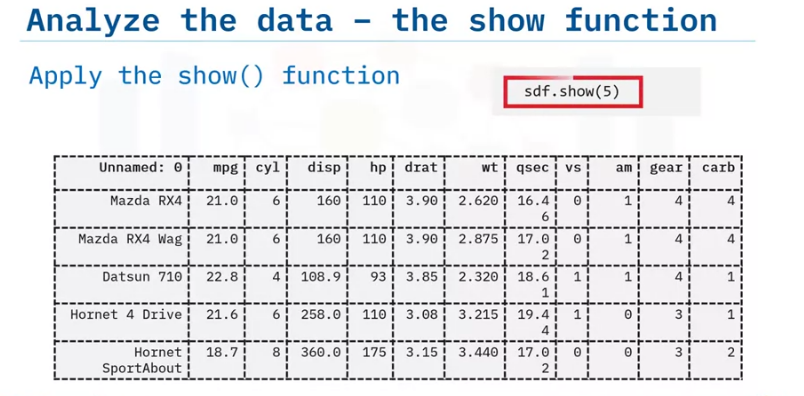 Analyze the data – the show function
Apply the show() function
sdf.show(5)
Unnamed: 0 mpg cyl disp hp drat wt qsec vs am gear carb
Mazda RX4 21.0 6 160 110 3.90 2.620 16.46 0 1 4 4
Mazda RX4 Wag 21.0 6 160 110 3.90 2.875 17.02 0 1 4 4
Datsun 710 22.8 4 108.9 93 3.85 2.320 18.61 1 1 4 1
Hornet 4 Drive 21.6 6 258.0 110 3.08 3.215 19.44 1 0 3 1
Hornet SportAbout 18.7 8 360.0 175 3.15 3.440 17.02 0 0 3 2